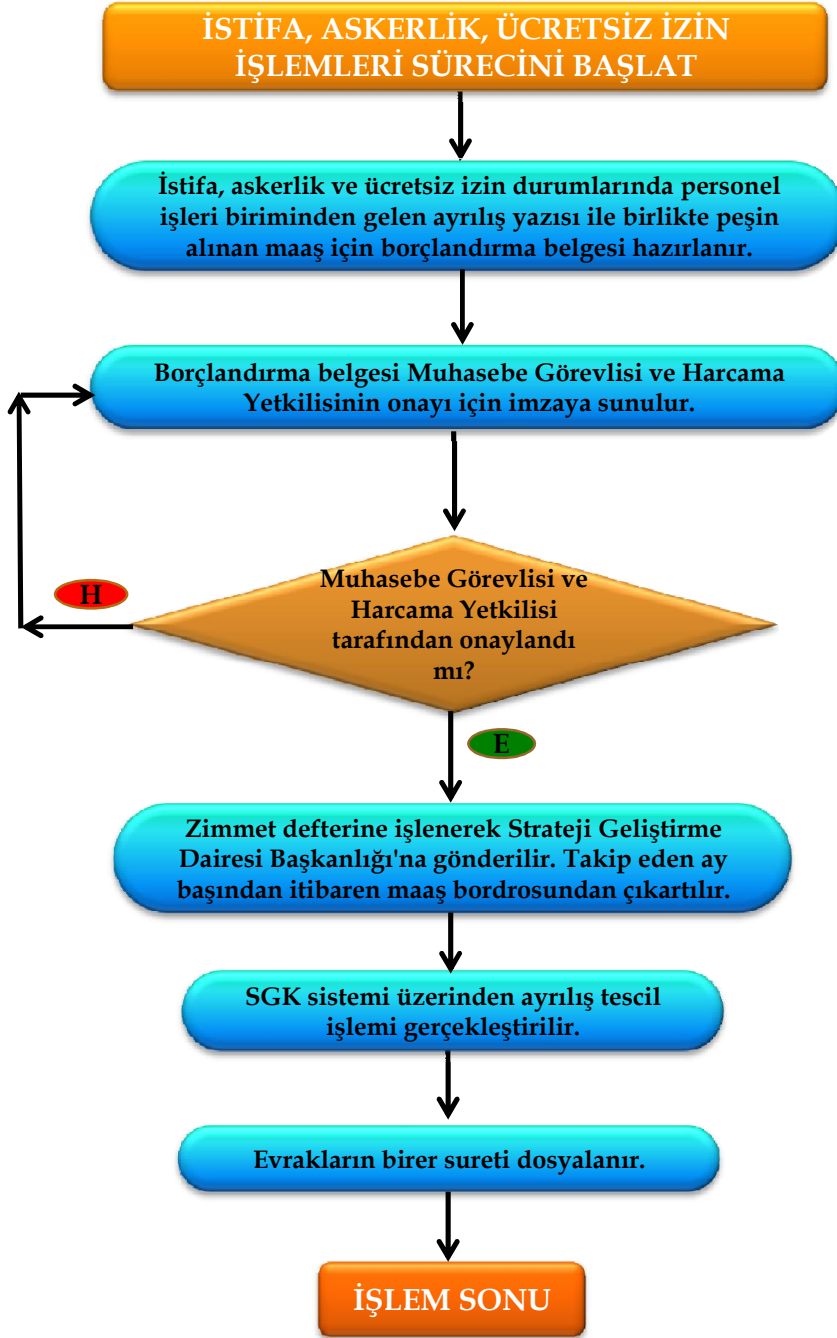 İSTİFA, ASKERLİK, ÜCRETSİZ İZİN
İŞLEMLERİ SÜRECİNİ BAŞLAT
İstifa, askerlik ve ücretsiz izin durumlarında personel
işleri biriminden gelen ayrılış yazısı ile birlikte peşin
alınan maaş için borçlandırma belgesi hazırlanır.
Borçlandırma belgesi Muhasebe Görevlisi ve Harcama
Yetkilisinin onayı için imzaya sunulur.
Muhasebe Görevlisi ve
Harcama Yetkilisi
tarafından onaylandı
mı?
H
E
Zimmet defterine işlenerek Strateji Geliştirme
Dairesi Başkanlığı'na gönderilir. Takip eden ay
başından itibaren maaş bordrosundan çıkartılır.
SGK sistemi üzerinden ayrılış tescil
işlemi gerçekleştirilir.
Evrakların birer sureti dosyalanır.
İŞLEM SONU